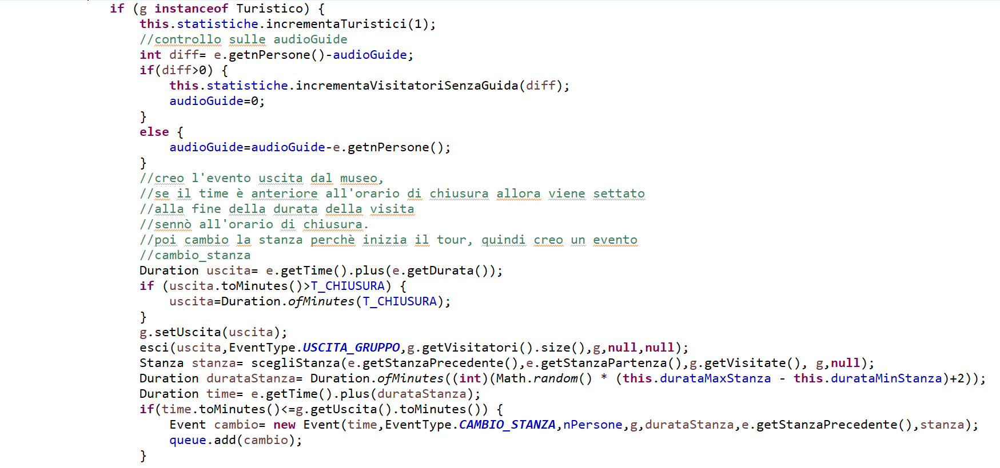 if (g instanceof Turistico) {
this.statistiche.incrementaTuristici(1);
//controllo sulle audioGuide
int diff= e.getnPersone()-audioGuide;
if(diff>0) {
this.statistiche.incrementaVisitatoriSenzaGuida(diff);
audioGuide=0;
}
else {
audioGuide=audioGuide-e.getnPersone();
}
//creo l'evento uscita dal museo,
//se il time è anteriore all'orario di chiusura allora viene settato
//alla fine della durata della visita
//sennò all'orario di chiusura.
//poi cambio la stanza perchè inizia il tour, quindi creo un evento
//cambio_stanza
Duration uscita= e.getTime().plus(e.getDurata());
if (uscita.toMinutes()>T_CHIUSURA) {
uscita=Duration.ofMinutes(T_CHIUSURA);
}
g.setUscita(uscita);
esci(uscita,EventType.USCITA_GRUPPO,g.getVisitatori().size(),g,null,null);
Stanza stanza= scegliStanza(e.getStanzaPrecedente(),e.getStanzaPartenza(),g.getVisitate(), g,null);
Duration durataStanza= Duration.ofMinutes((int)(Math.random() * (this.durataMaxStanza - this.durataMinStanza)+2));
Duration time= e.getTime().plus(durataStanza);
if(time.toMinutes()<=g.getUscita().toMinutes()) {
Event cambio= new Event(time,EventType.CAMBIO_STANZA,nPersone,g,durataStanza,e.getStanzaPrecedente(),stanza);
queue.add(cambio);
}